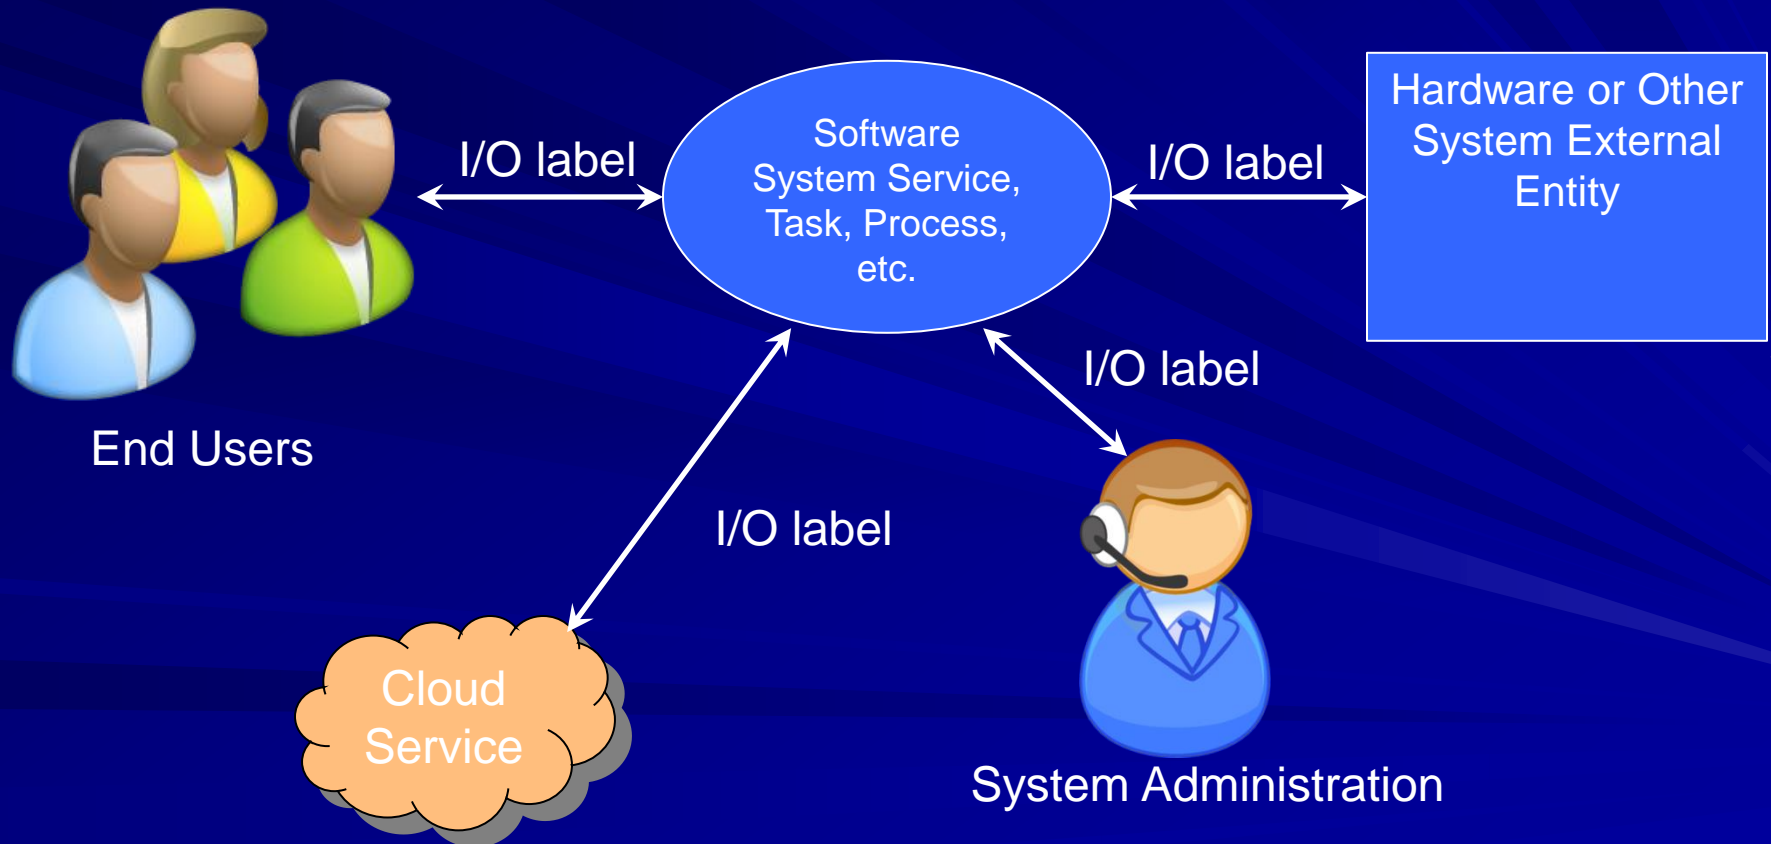 I/O label
Software
System Service,
Task, Process,
etc.
I/O label
Hardware or Other
System External
Entity
End Users
I/O label
I/O label
Cloud
Service
System Administration